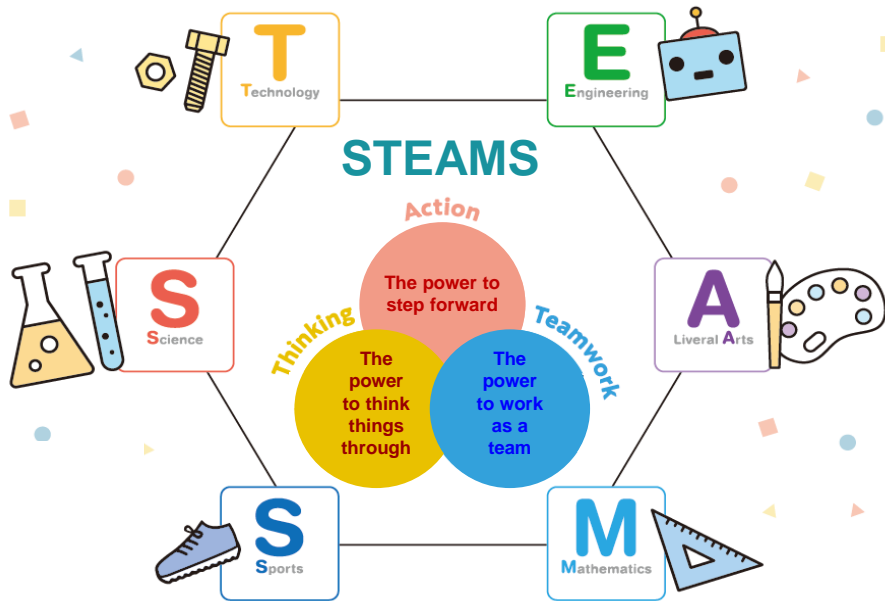 T
Technology
E
Engineering
STEAMS
Action
The power to
step forward
S
Science
A
Liveral Arts
Thinking
The
power
to think
things
through
Teamwork
The
power
to work
as a
team
S
Sports
M
Mathematics